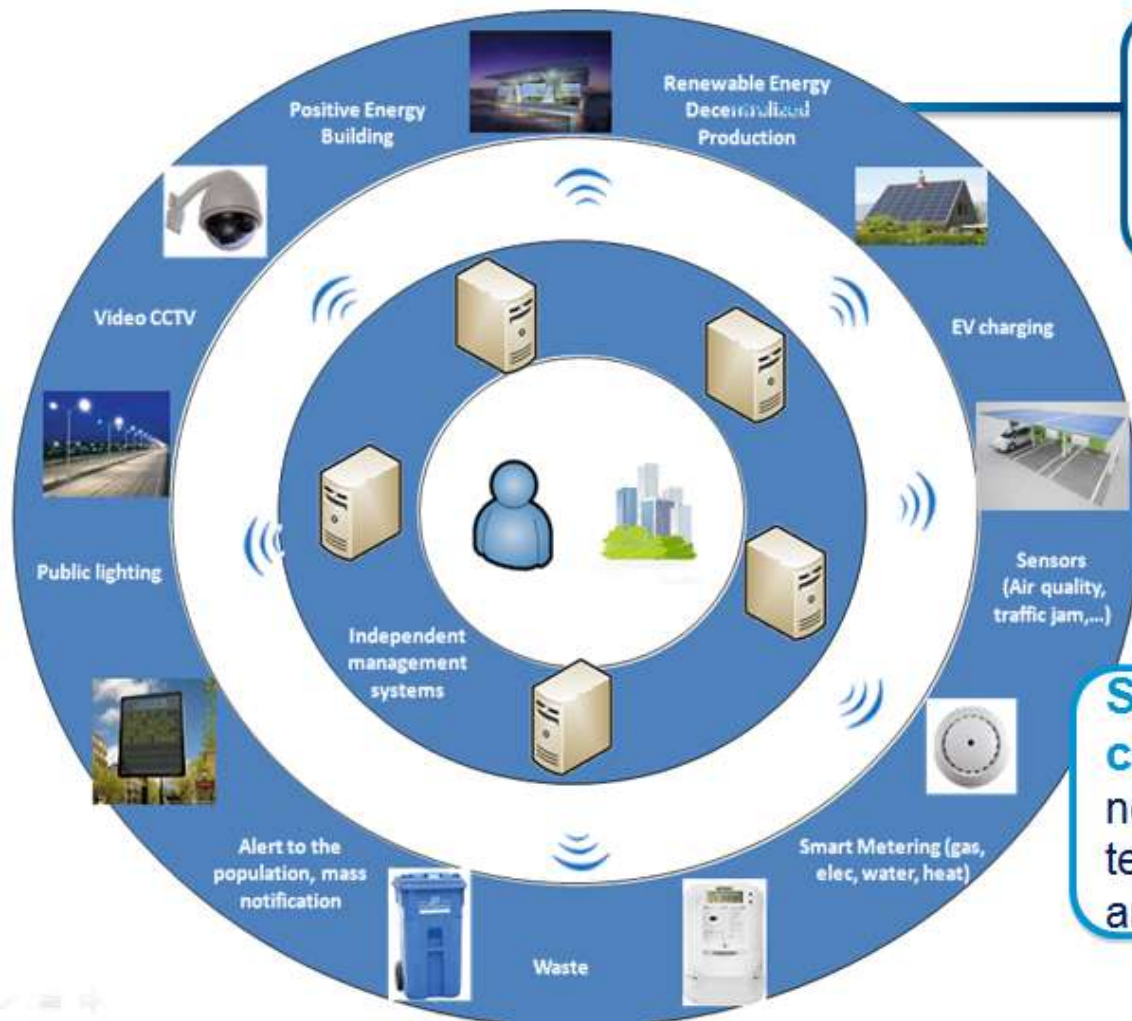 Positive Energy
Building
Renewable Energy
Decentralized
Production
Video CCTV
EV charging
Public lighting
Sensors
(Air quality,
traffic jam,...)
Independent
management
systems
Alert to the
population, mass
notification
Smart Metering (gas,
elec, water, heat)
Waste